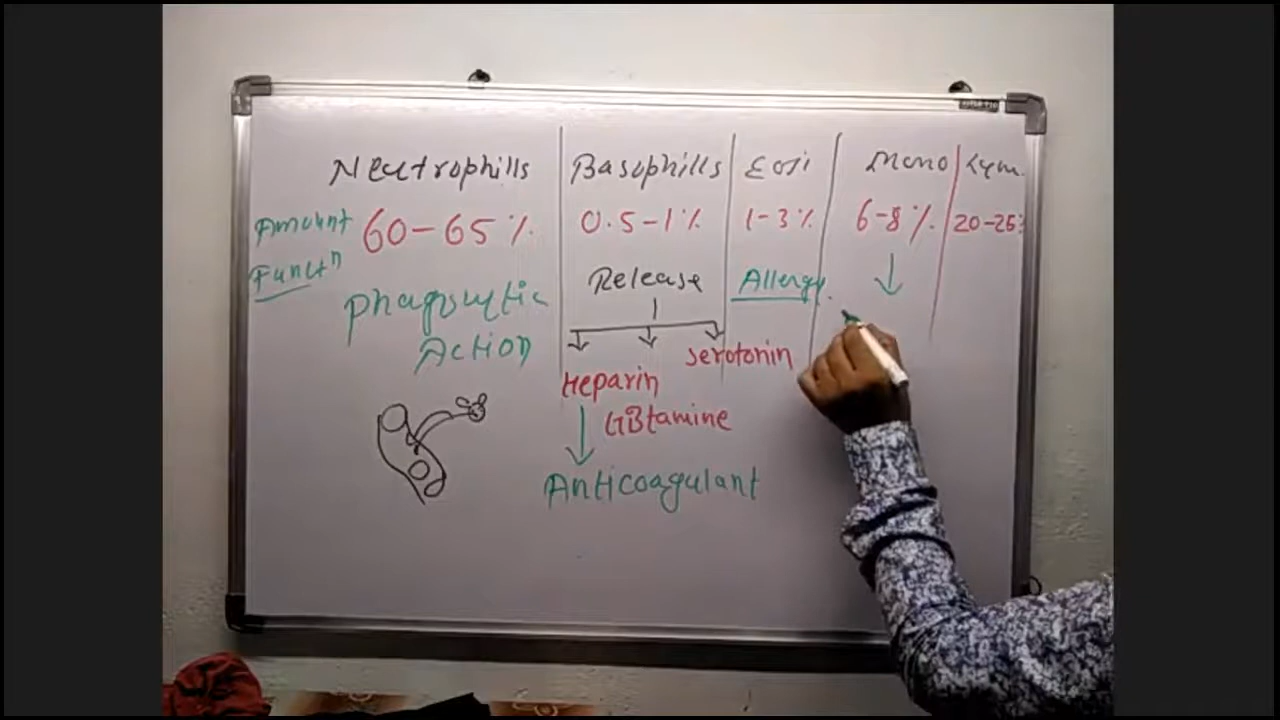 Neutrophills Basophills Eosi Mono Lym.
Amount 60-65% 0.5-1% 1-3% 6-8% 20-25%
Functn Release Allergy.
Phagocytic
Action
Serotonin
Heparin
Anticoagulant